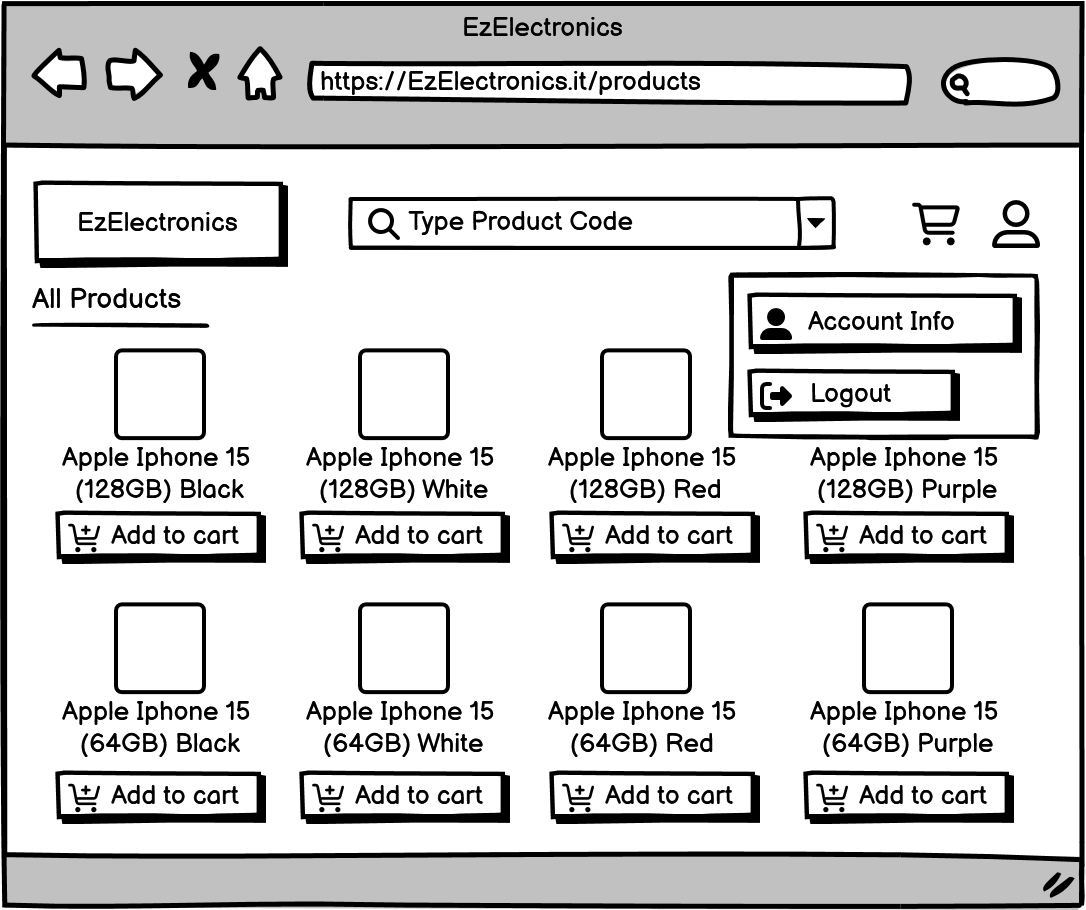 EzElectronics
https://EzElectronics.it/products
EzElectronics
Type Product Code
All Products
Account Info
Logout
Apple Iphone 15
(128GB) Black
Apple Iphone 15
(128GB) White
Apple Iphone 15
(128GB) Red
Apple Iphone 15
(128GB) Purple
Add to cart
Add to cart
Add to cart
Add to cart
Apple Iphone 15
(64GB) Black
Apple Iphone 15
(64GB) White
Apple Iphone 15
(64GB) Red
Apple Iphone 15
(64GB) Purple
Add to cart
Add to cart
Add to cart
Add to cart